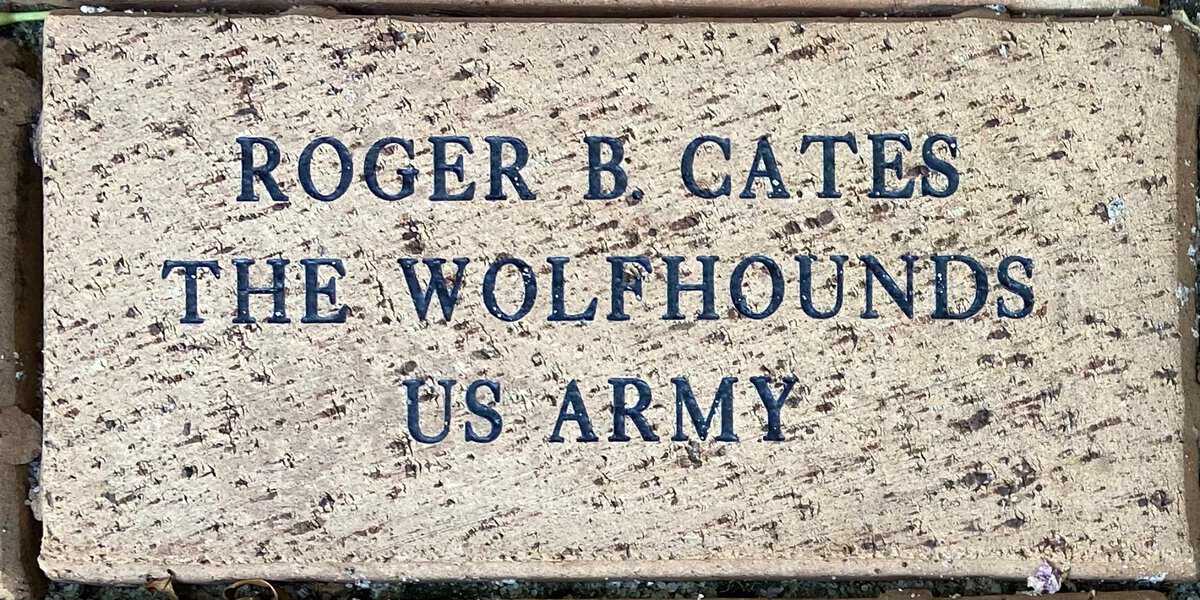 ROGER B. CATES
THE WOLFHOUNDS
US ARMY